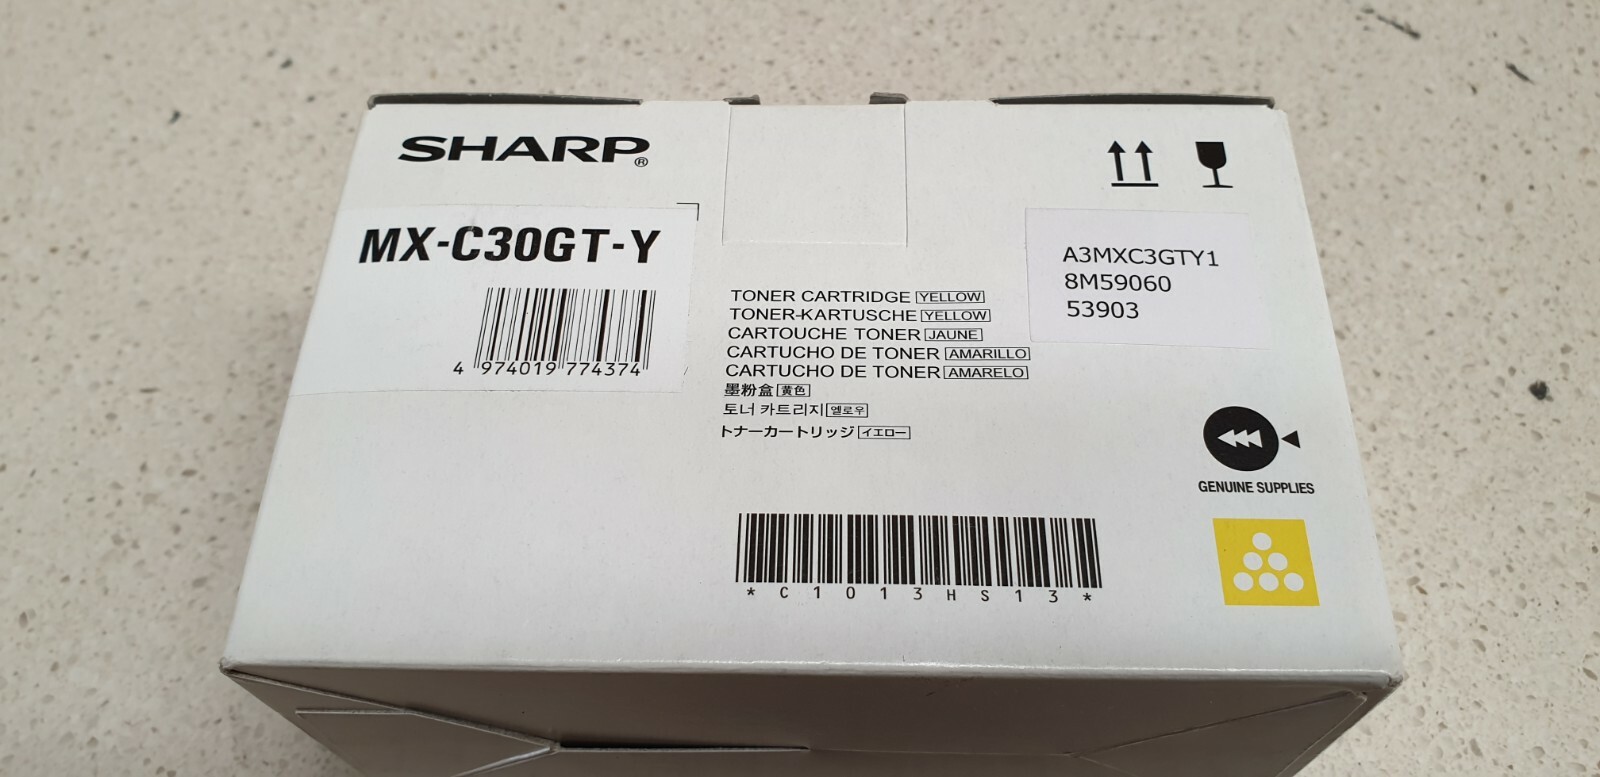 SHARP®
MX-C30GT-Y
4 974019 774374
A3MXC3GTY1
8M59060
53903
TONER CARTRIDGE YELLOW
TONER-KARTUSCHE YELLOW
CARTOUCHE TONER JAUNE
CARTUCHO DE TONER AMARILLO
CARTUCHO DE TONER AMARELO
墨粉盒 黄色
토너 카트리지 옐로우
トナーカートリッジ イエロー
GENUINE SUPPLIES
*C1013HS13*